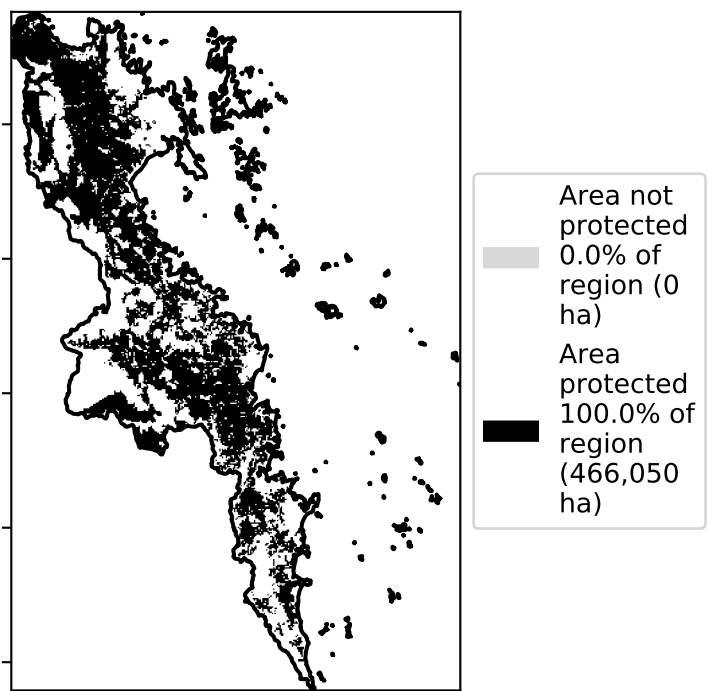 Area not
protected
0.0% of
region (0
ha)
Area
protected
100.0% of
region
(466,050
ha)